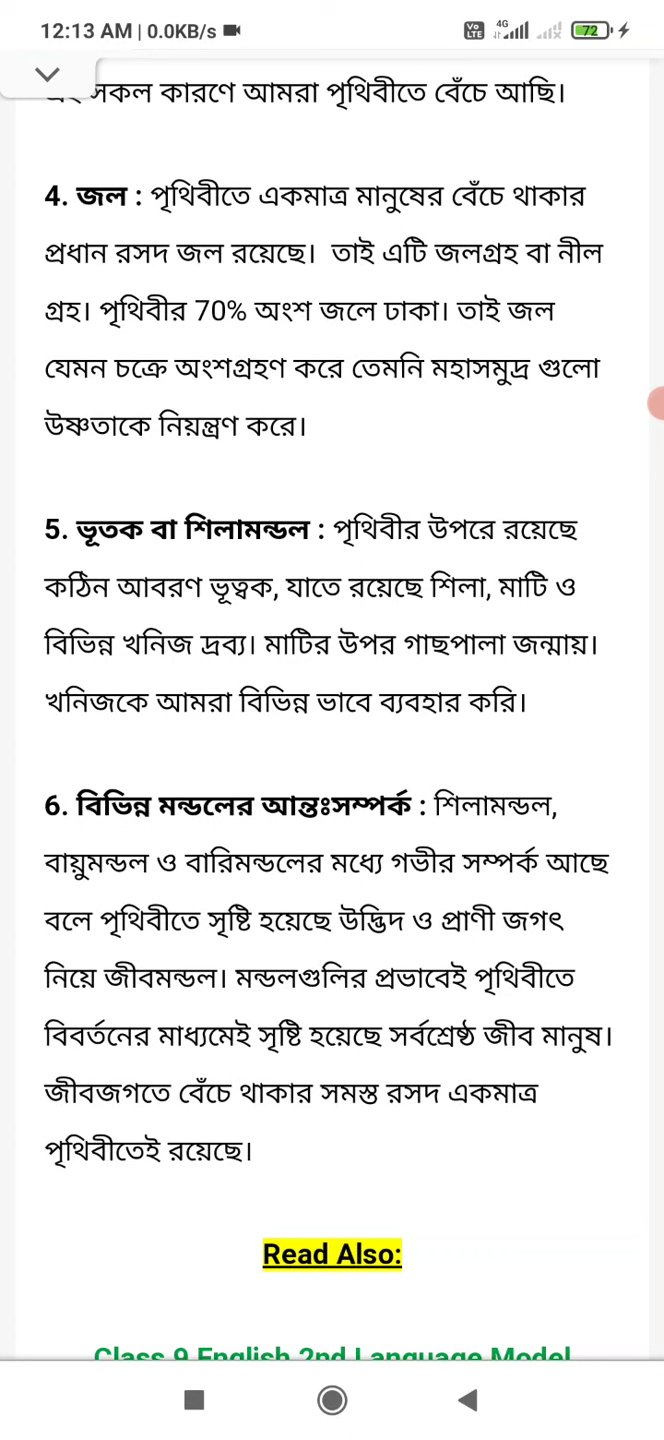 12:13 AM | 0.0KB/s
Vo LTE 4G 72
সকল কারণে আমরা পৃথিবীতে বেঁচে আছি।
4. জল : পৃথিবীতে একমাত্র মানুষের বেঁচে থাকার
প্রধান রসদ জল রয়েছে। তাই এটি জলগ্রহ বা নীল
গ্রহ। পৃথিবীর 70% অংশ জলে ঢাকা। তাই জল
যেমন চক্রে অংশগ্রহণ করে তেমনি মহাসমুদ্র গুলো
উষ্ণতাকে নিয়ন্ত্রণ করে।
5. ভূতক বা শিলামন্ডল : পৃথিবীর উপরে রয়েছে
কঠিন আবরণ ভূত্বক, যাতে রয়েছে শিলা, মাটি ও
বিভিন্ন খনিজ দ্রব্য। মাটির উপর গাছপালা জন্মায়।
খনিজকে আমরা বিভিন্ন ভাবে ব্যবহার করি।
6. বিভিন্ন মন্ডলের আন্তঃসম্পর্ক : শিলামন্ডল,
বায়ুমন্ডল ও বারিমন্ডলের মধ্যে গভীর সম্পর্ক আছে
বলে পৃথিবীতে সৃষ্টি হয়েছে উদ্ভিদ ও প্রাণী জগৎ
নিয়ে জীবমন্ডল। মন্ডলগুলির প্রভাবেই পৃথিবীতে
বিবর্তনের মাধ্যমেই সৃষ্টি হয়েছে সর্বশ্রেষ্ঠ জীব মানুষ।
জীবজগতে বেঁচে থাকার সমস্ত রসদ একমাত্র
পৃথিবীতেই রয়েছে।
Read Also:
Class 9 English 2nd Language Model